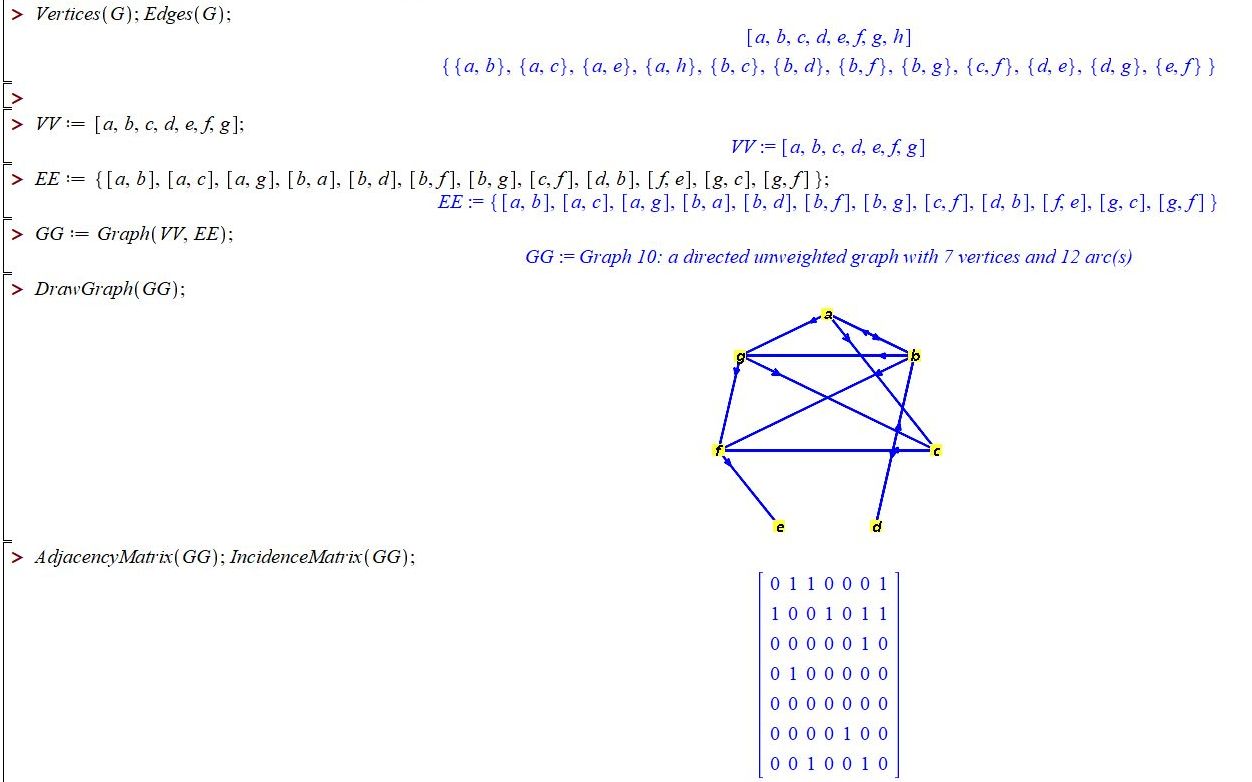 > Vertices(G); Edges(G);
[a, b, c, d, e, f, g, h]
{{a, b}, {a, c}, {a, e}, {a, h}, {b, c}, {b, d}, {b, f}, {b, g}, {c, f}, {d, e}, {d, g}, {e, f}}
>
> VV := [a, b, c, d, e, f, g];
VV := [a, b, c, d, e, f, g]
> EE := {[a, b], [a, c], [a, g], [b, a], [b, d], [b, f], [b, g], [c, f], [d, b], [f, e], [g, c], [g, f]};
EE := {[a, b], [a, c], [a, g], [b, a], [b, d], [b, f], [b, g], [c, f], [d, b], [f, e], [g, c], [g, f]}
> GG := Graph(VV, EE);
GG := Graph 10: a directed unweighted graph with 7 vertices and 12 arc(s)
> DrawGraph(GG);
a
g b
f c
e d
> AdjacencyMatrix(GG); IncidenceMatrix(GG);
0 1 1 0 0 0 1
1 0 0 1 0 1 1
0 0 0 0 0 1 0
0 1 0 0 0 0 0
0 0 0 0 0 0 0
0 0 0 0 1 0 0
0 0 1 0 0 1 0